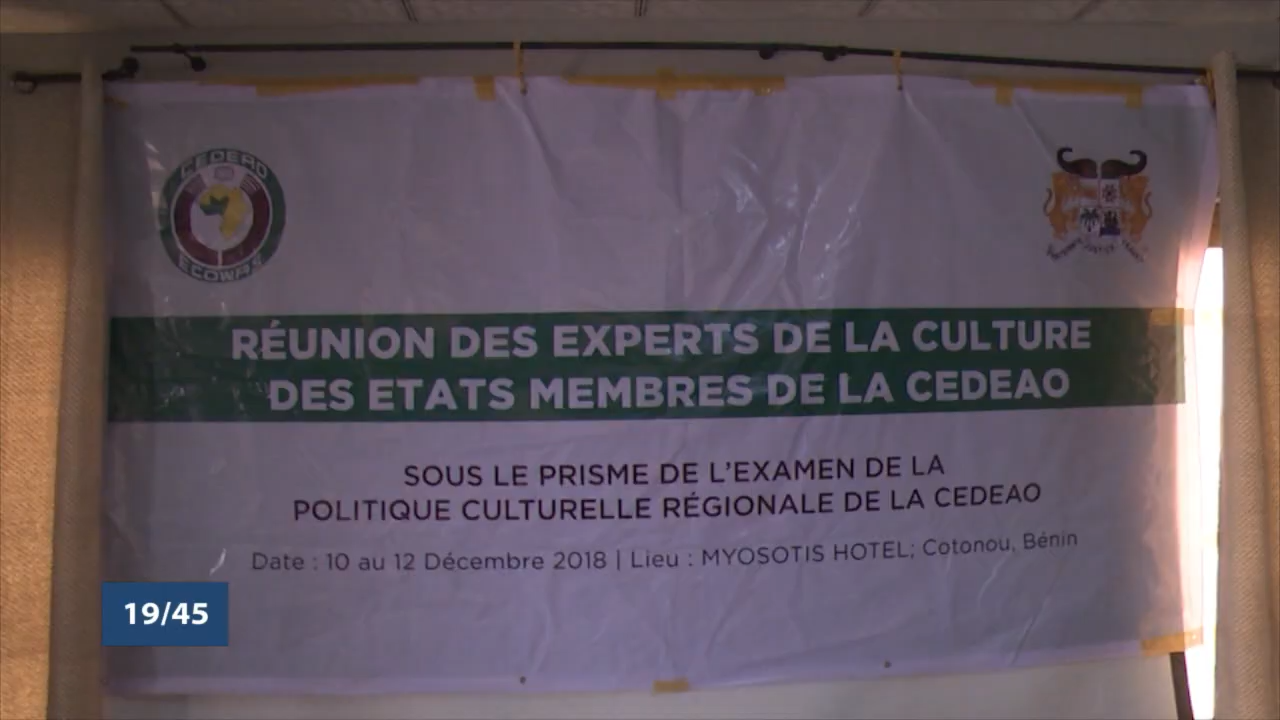 CEDEAO
ECOWAS
RÉUNION DES EXPERTS DE LA CULTURE
DES ETATS MEMBRES DE LA CEDEAO
SOUS LE PRISME DE L'EXAMEN DE LA
POLITIQUE CULTURELLE RÉGIONALE DE LA CEDEAO
Date : 10 au 12 Décembre 2018 | Lieu : MYOSOTIS HOTEL; Cotonou, Bénin
19/45